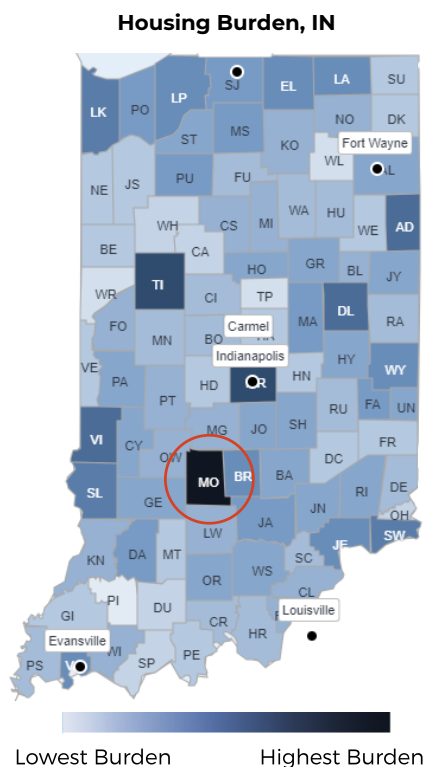 Housing Burden, IN
LK
PO
LP
SJ
EL
LA
SU
ST
MS
KO
NO
DK
Fort Wayne
WL
AL
NE
JS
PU
FU
WH
CS
MI
WA
HU
WE
AD
BE
CA
HO
GR
BL
JY
WR
TI
CI
TP
MA
DL
RA
FO
MN
BO
Carmel
Indianapolis
HY
WY
VE
PA
PT
HD
HN
RU
FA
UN
VI
CY
OW
MG
JO
SH
FR
SL
GE
MO
BR
BA
DC
RI
DE
OH
KN
DA
MT
LW
JA
JN
SC
JE
SW
GI
PI
DU
OR
WS
CL
Louisville
Evansville
PS
WI
SP
PE
CR
HR
Lowest Burden
Highest Burden